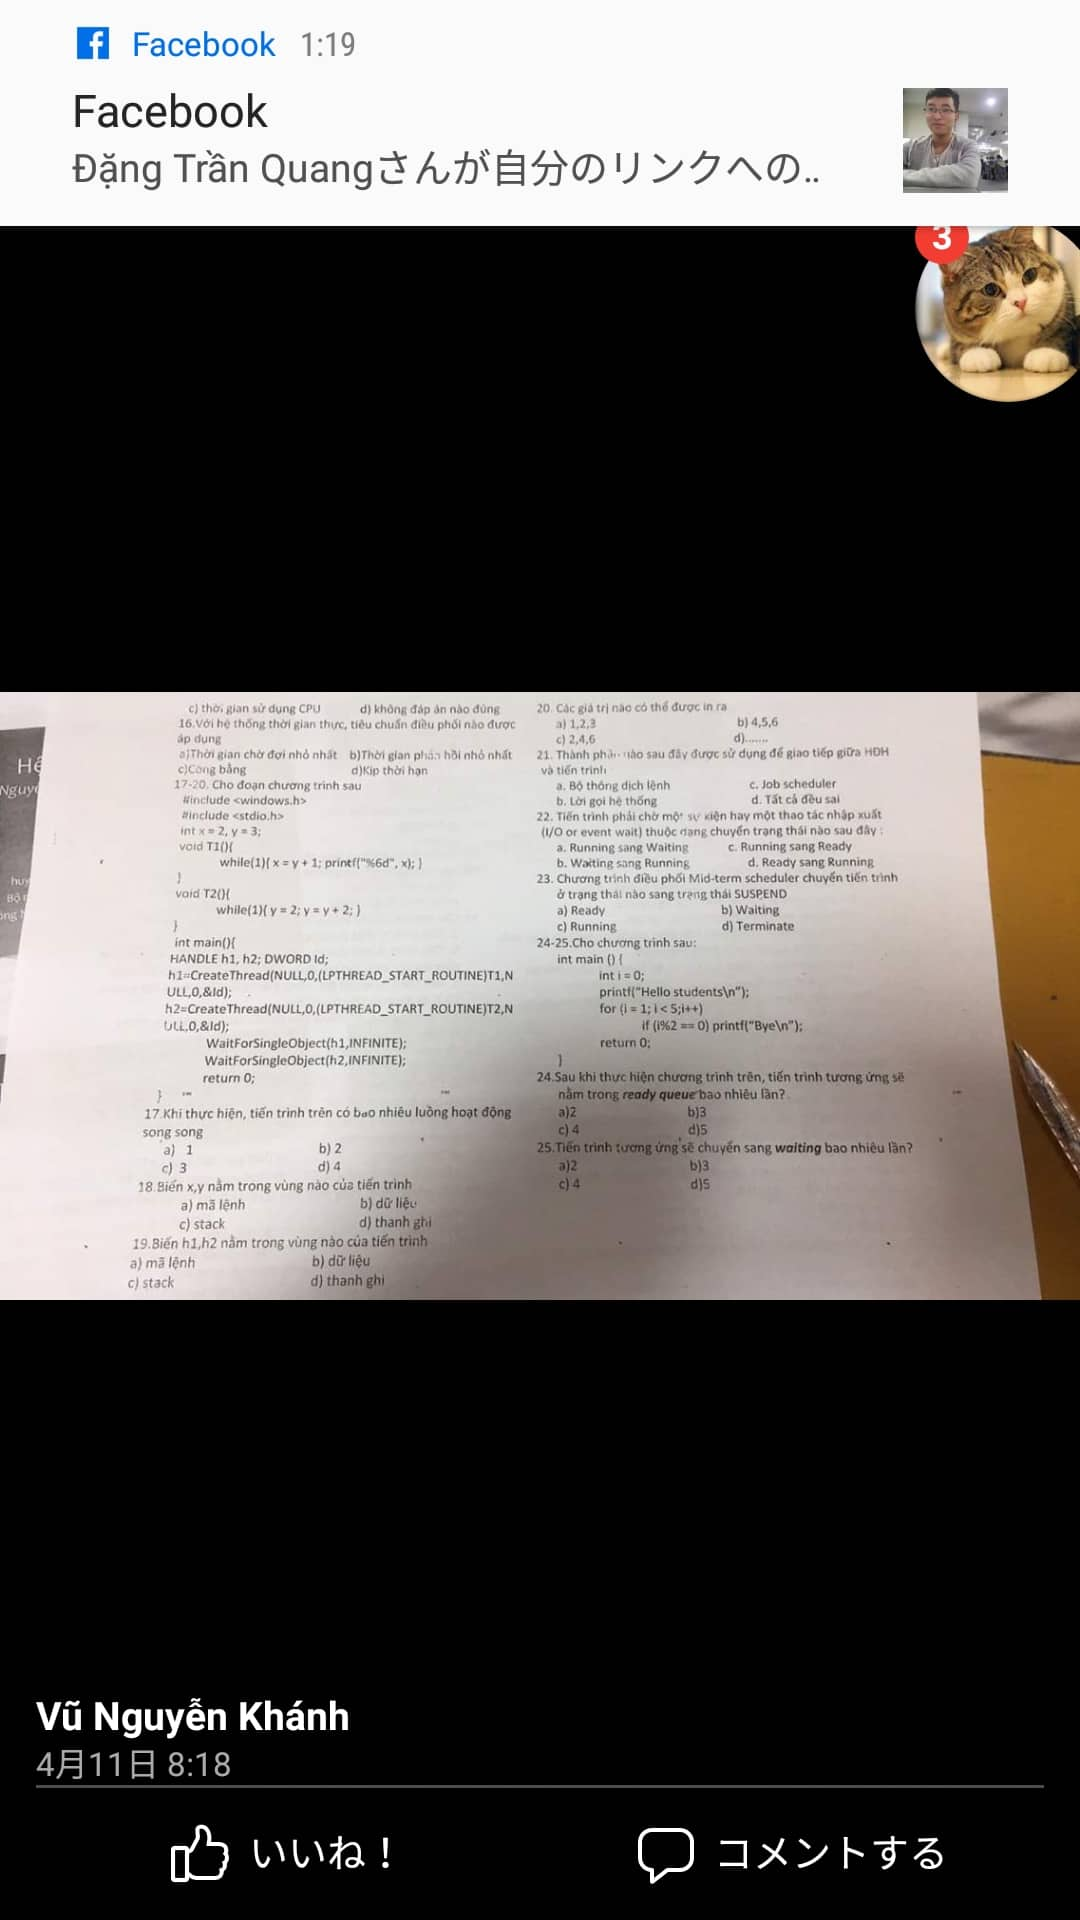 Facebook 1:19
Facebook
Đặng Trần Quangさんが自分のリンクへの..
3
c) thời gian sử dụng CPU d) không đáp án nào đúng
16.Với hệ thống thời gian thực, tiêu chuẩn điều phối nào được
áp dụng
a)Thời gian chờ đợi nhỏ nhất b)Thời gian phản hồi nhỏ nhất
c)Công bằng d)Kịp thời hạn
17-20. Cho đoạn chương trình sau
#include <windows.h>
#include <stdio.h>
int x = 2, y = 3;
void T1(){
while(1){ x = y + 1; printf("%6d", x); }
}
void T2(){
while(1){ y = 2; y = y + 2; }
}
int main(){
HANDLE h1, h2; DWORD Id;
h1=CreateThread(NULL,0,(LPTHREAD_START_ROUTINE)T1,N
ULL,0,&Id);
h2=CreateThread(NULL,0,(LPTHREAD_START_ROUTINE)T2,N
ULL,0,&Id);
WaitForSingleObject(h1,INFINITE);
WaitForSingleObject(h2,INFINITE);
return 0;
}
17.Khi thực hiện, tiến trình trên có bao nhiêu luồng hoạt động
song song
a) 1 b) 2
c) 3 d) 4
18.Biến x,y nằm trong vùng nào của tiến trình
a) mã lệnh b) dữ liệu
c) stack d) thanh ghi
19.Biến h1,h2 nằm trong vùng nào của tiến trình
a) mã lệnh b) dữ liệu
c) stack d) thanh ghi
20. Các giá trị nào có thể được in ra
a) 1,2,3 b) 4,5,6
c) 2,4,6 d).......
21. Thành phần nào sau đây được sử dụng để giao tiếp giữa HĐH
và tiến trình
a. Bộ thông dịch lệnh c. Job scheduler
b. Lời gọi hệ thống d. Tất cả đều sai
22. Tiến trình phải chờ một sự kiện hay một thao tác nhập xuất
(I/O or event wait) thuộc dạng chuyển trạng thái nào sau đây :
a. Running sang Waiting c. Running sang Ready
b. Waiting sang Running d. Ready sang Running
23. Chương trình điều phối Mid-term scheduler chuyển tiến trình
ở trạng thái nào sang trạng thái SUSPEND
a) Ready b) Waiting
c) Running d) Terminate
24-25.Cho chương trình sau:
int main () {
int i = 0;
printf("Hello students\n");
for (i = 1; i < 5;i++)
if (i%2 == 0) printf("Bye\n");
return 0;
}
24.Sau khi thực hiện chương trình trên, tiến trình tương ứng sẽ
nằm trong ready queue bao nhiêu lần?
a)2 b)3
c) 4 d)5
25.Tiến trình tương ứng sẽ chuyển sang waiting bao nhiêu lần?
a)2 b)3
c) 4 d)5
Vũ Nguyễn Khánh
4月11日 8:18
いいね！ コメントする